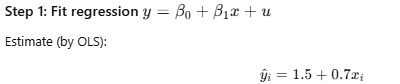 Step 1: Fit regression y = β₀ + β₁x + u
Estimate (by OLS):
ŷᵢ = 1.5 + 0.7xᵢ